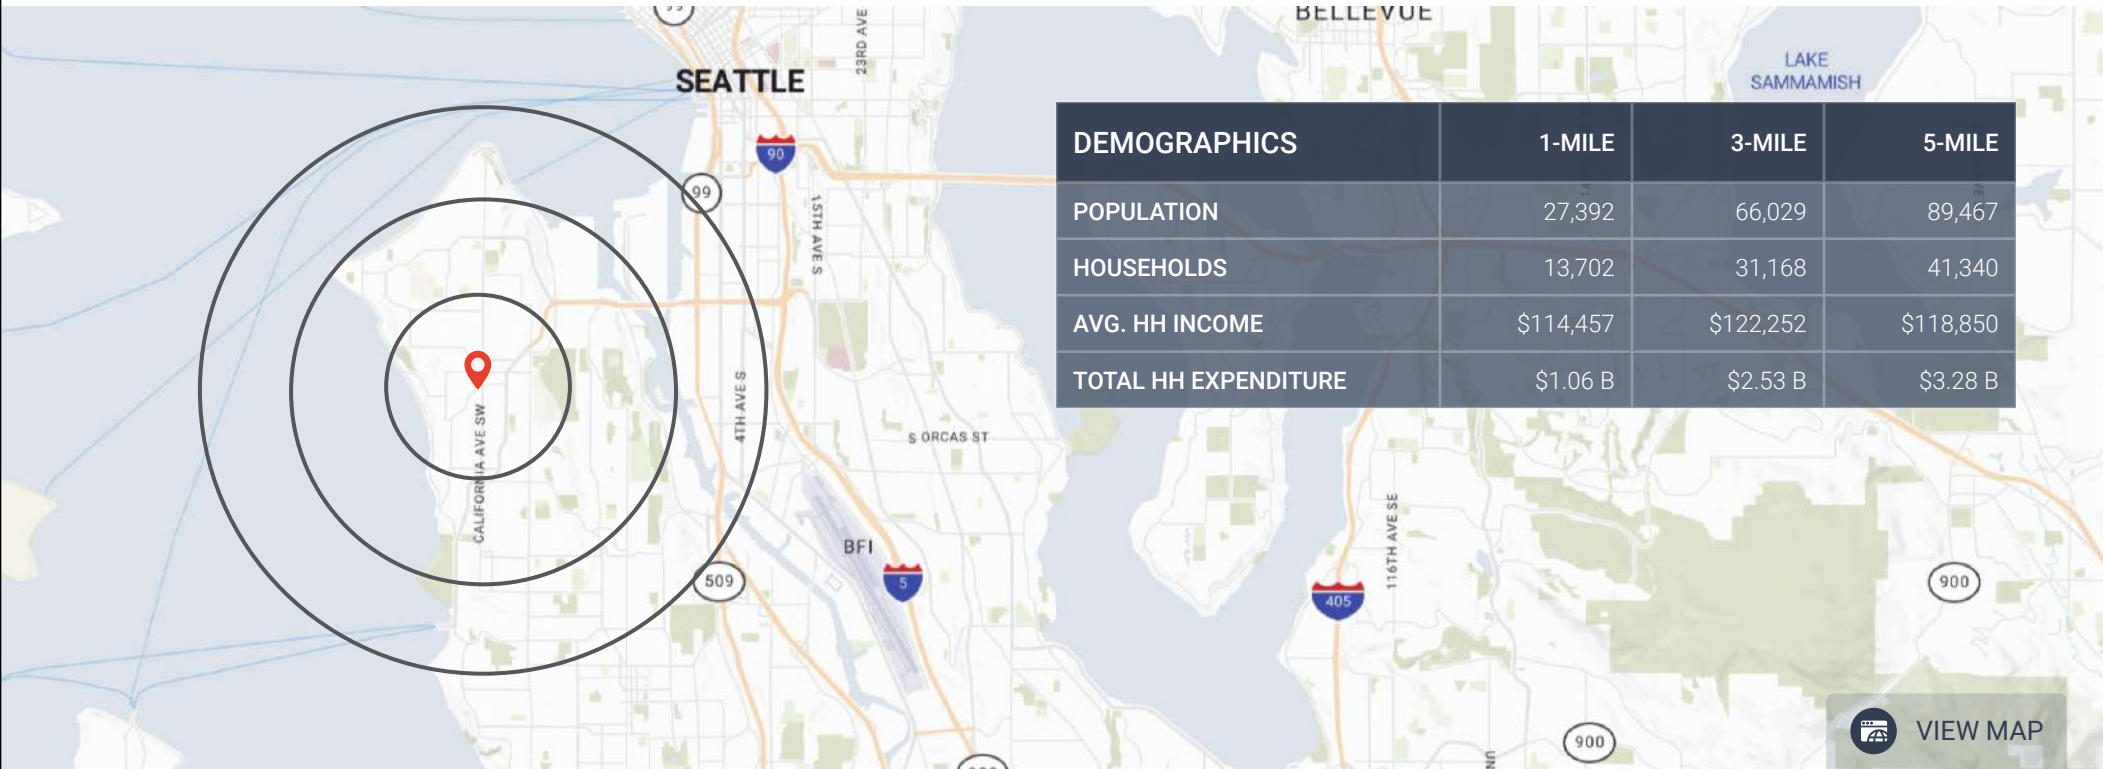 BELLEVUE
SEATTLE
23RD AVE
LAKE
SAMMAMISH
90
99
15TH AVE S
DEMOGRAPHICS 1-MILE 3-MILE 5-MILE
POPULATION 27,392 66,029 89,467
HOUSEHOLDS 13,702 31,168 41,340
AVG. HH INCOME $114,457 $122,252 $118,850
TOTAL HH EXPENDITURE $1.06 B $2.53 B $3.28 B
CALIFORNIA AVE SW
4TH AVE S
S ORCAS ST
BFI
509
5
405
116TH AVE SE
900
900
VIEW MAP